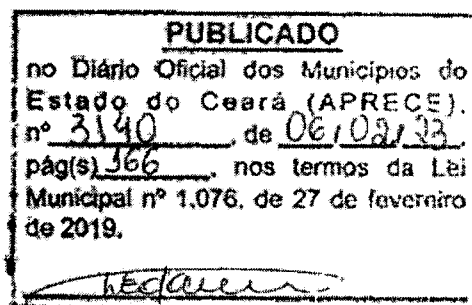 PUBLICADO
no Diário Oficial dos Municípios do
Estado do Ceará (APRECE),
nº 3140, de 06/02/23,
pág(s) 166, nos termos da Lei
Municipal nº 1.076, de 27 de fevereiro
de 2019.